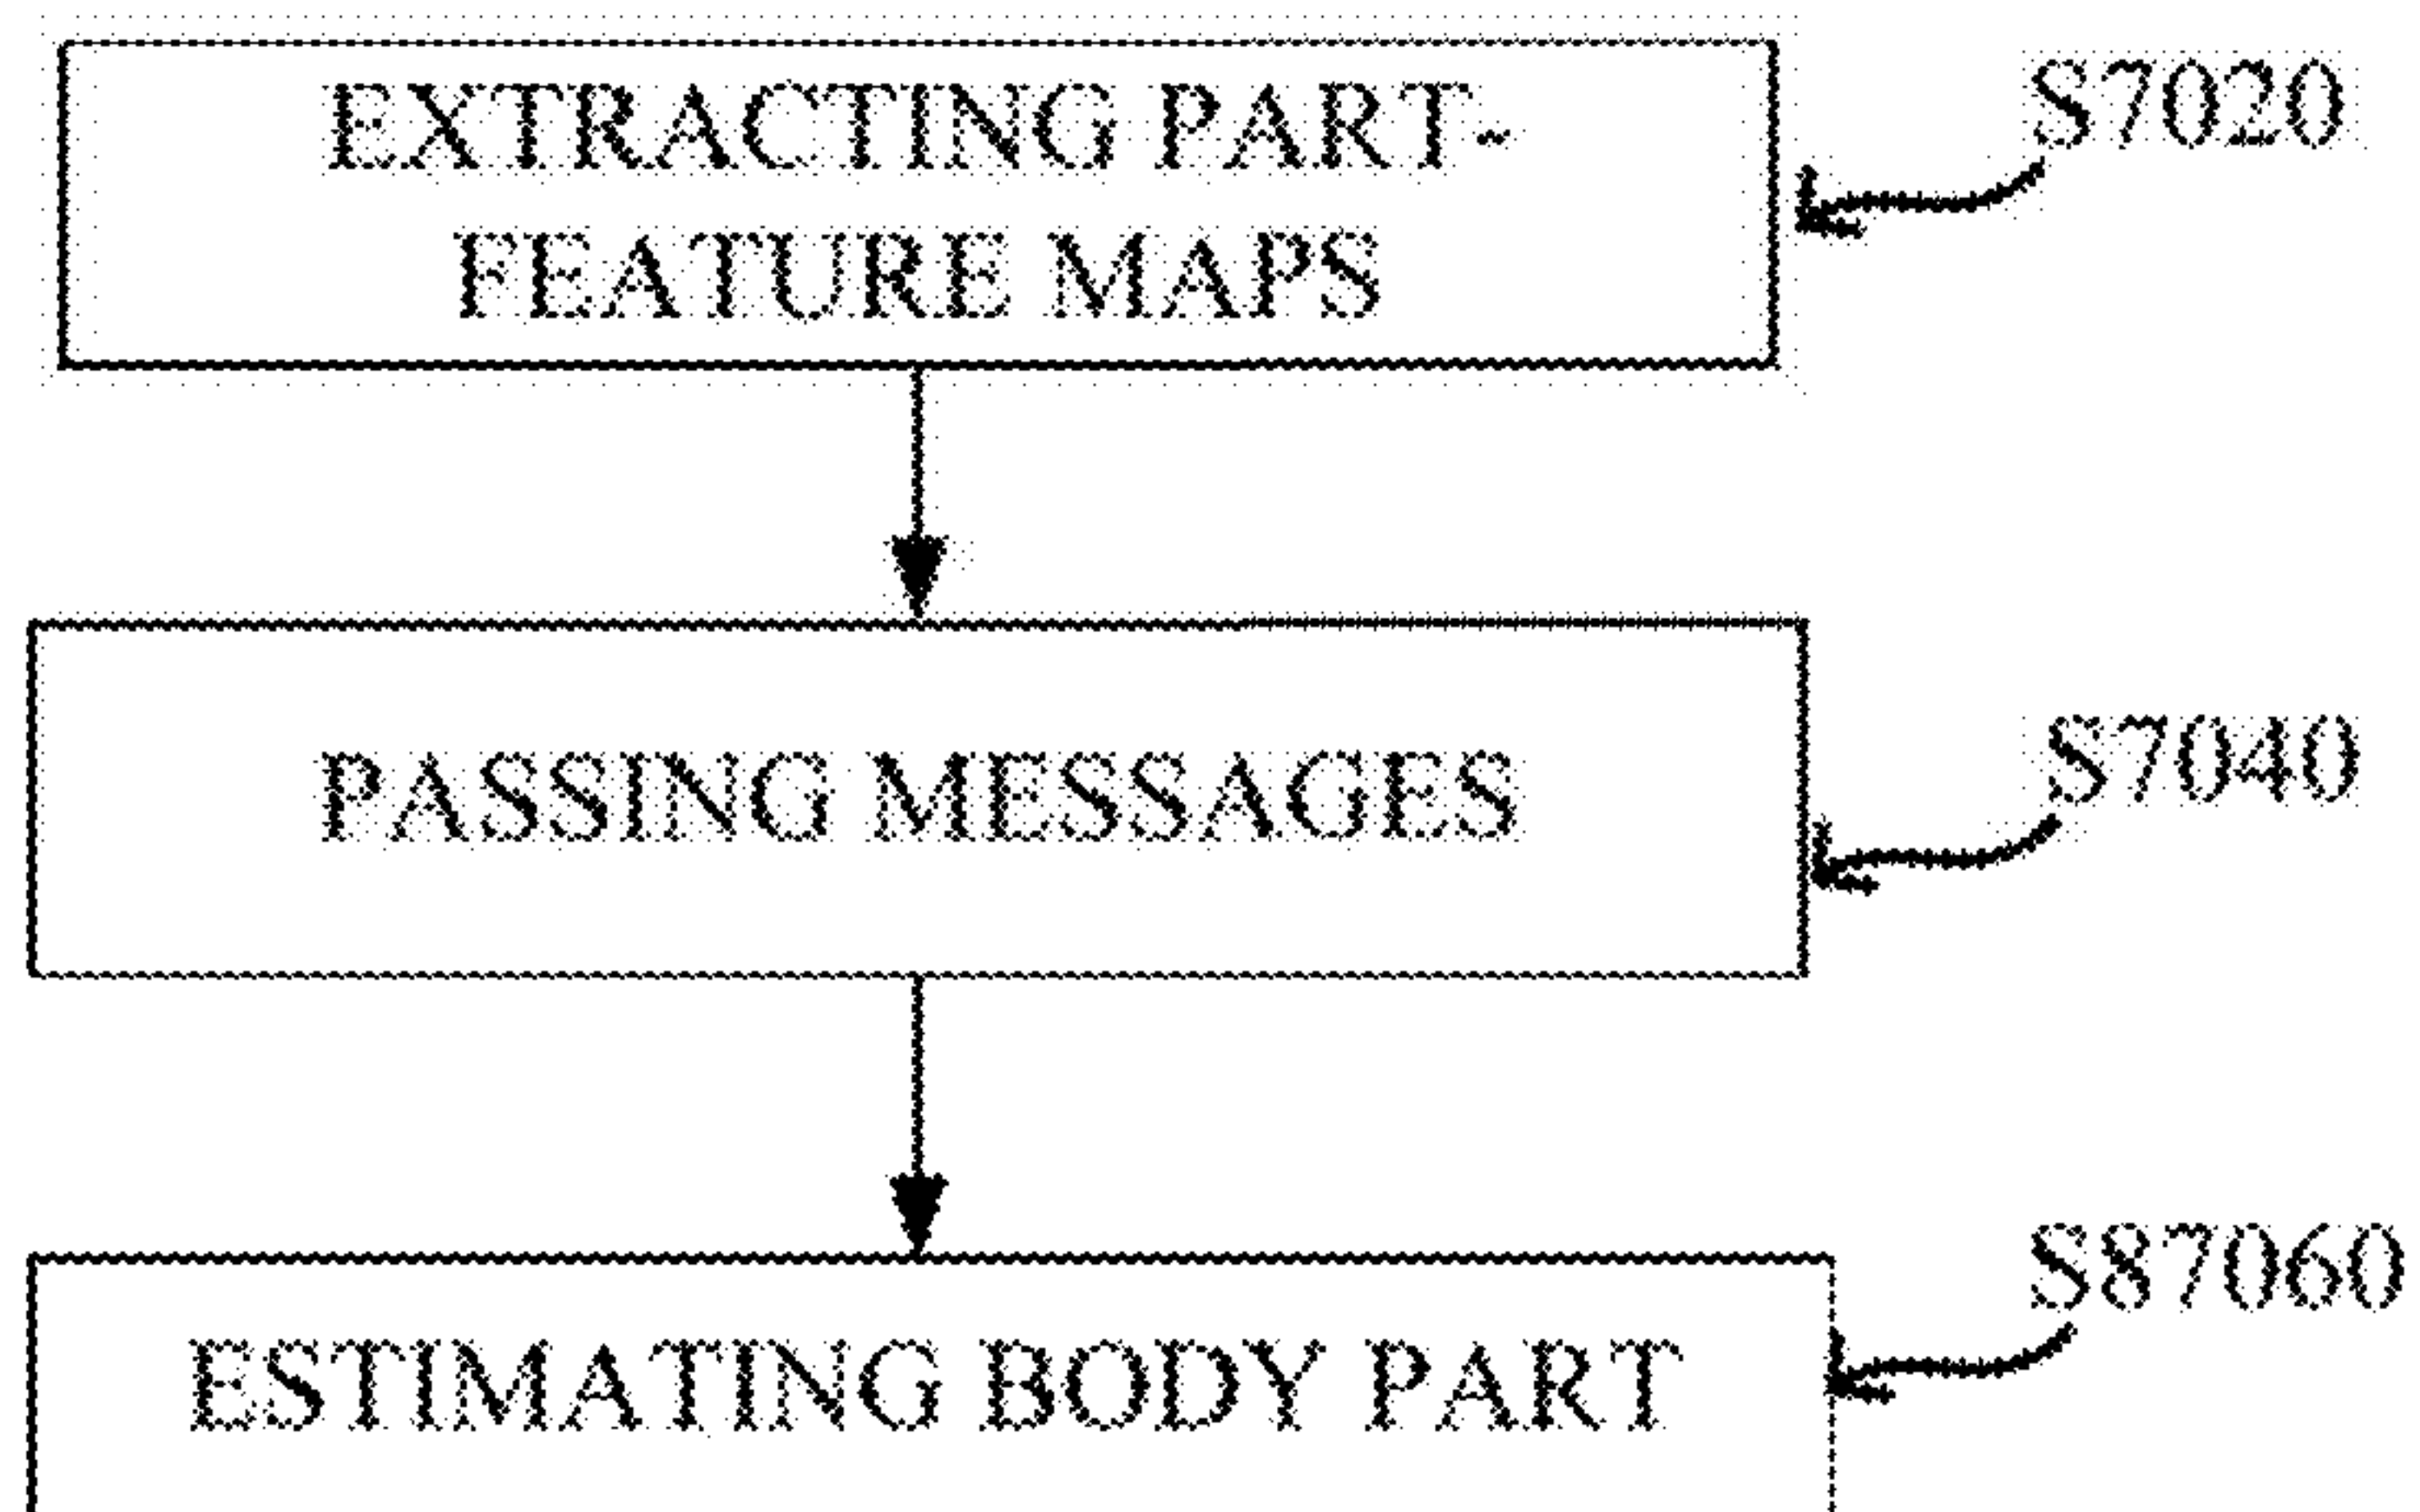 EXTRACTING PART-
FEATURE MAPS
S7020
PASSING MESSAGES
S7040
ESTIMATING BODY PART
S87060